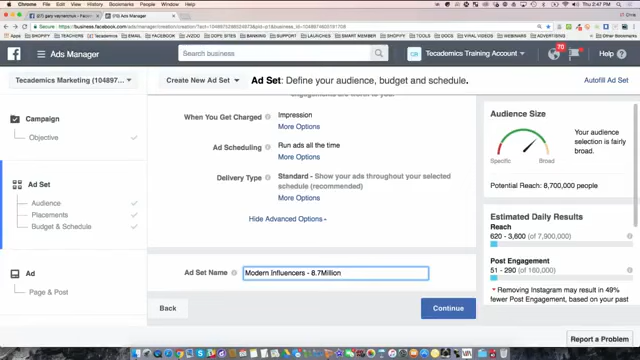 Chrome File Edit View History Bookmarks People Window Help
Thu 2:47 PM
Ads Manager
Ads Manager
Search business
Tecademics Training Account
70
Help
Tecademics Marketing (104897...
Create New Ad Set
Ad Set: Define your audience, budget and schedule.
Autofill Ad Set
Campaign
Objective
Ad Set
Audience
Placements
Budget & Schedule
Ad
Page & Post
When You Get Charged
Impression
More Options
Ad Scheduling
Run ads all the time
More Options
Delivery Type
Standard - Show your ads throughout your selected
schedule (recommended)
More Options
Hide Advanced Options
Ad Set Name
Modern Influencers - 8.7Million
Back
Continue
Audience Size
Specific
Broad
Your audience
selection is fairly
broad.
Potential Reach: 8,700,000 people
Estimated Daily Results
Reach
620 - 3,600 (of 7,900,000)
Post Engagement
51 - 290 (of 160,000)
Removing Instagram may result in 49%
fewer Post Engagement, based on your past
Report a Problem